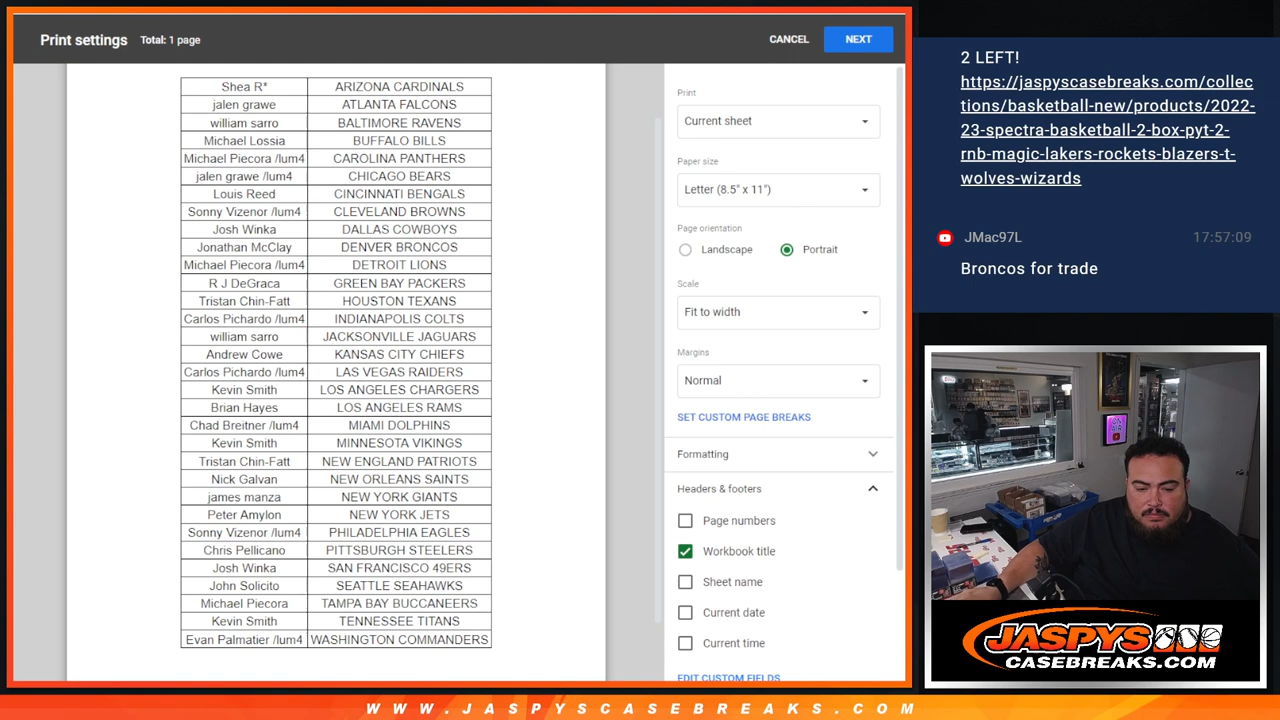 Print settings Total: 1 page CANCEL NEXT
Shea R* ARIZONA CARDINALS
jalen grawe ATLANTA FALCONS
william sarro BALTIMORE RAVENS
Michael Lossia BUFFALO BILLS
Michael Piecora /lum4 CAROLINA PANTHERS
jalen grawe /lum4 CHICAGO BEARS
Louis Reed CINCINNATI BENGALS
Sonny Vizenor /lum4 CLEVELAND BROWNS
Josh Winka DALLAS COWBOYS
Jonathan McClay DENVER BRONCOS
Michael Piecora /lum4 DETROIT LIONS
R J DeGraca GREEN BAY PACKERS
Tristan Chin-Fatt HOUSTON TEXANS
Carlos Pichardo /lum4 INDIANAPOLIS COLTS
william sarro JACKSONVILLE JAGUARS
Andrew Cowe KANSAS CITY CHIEFS
Carlos Pichardo /lum4 LAS VEGAS RAIDERS
Kevin Smith LOS ANGELES CHARGERS
Brian Hayes LOS ANGELES RAMS
Chad Breitner /lum4 MIAMI DOLPHINS
Kevin Smith MINNESOTA VIKINGS
Tristan Chin-Fatt NEW ENGLAND PATRIOTS
Nick Galvan NEW ORLEANS SAINTS
james manza NEW YORK GIANTS
Peter Amylon NEW YORK JETS
Sonny Vizenor /lum4 PHILADELPHIA EAGLES
Chris Pellicano PITTSBURGH STEELERS
Josh Winka SAN FRANCISCO 49ERS
John Solicito SEATTLE SEAHAWKS
Michael Piecora TAMPA BAY BUCCANEERS
Kevin Smith TENNESSEE TITANS
Evan Palmatier /lum4 WASHINGTON COMMANDERS
Print
Current sheet
Paper size
Letter (8.5" x 11")
Page orientation
Landscape Portrait
Scale
Fit to width
Margins
Normal
SET CUSTOM PAGE BREAKS
Formatting
Headers & footers
Page numbers
Workbook title
Sheet name
Current date
Current time
EDIT CUSTOM FIELDS
2 LEFT!
https://jaspyscasebreaks.com/collec
tions/basketball-new/products/2022-
23-spectra-basketball-2-box-pyt-2-
rnb-magic-lakers-rockets-blazers-t-
wolves-wizards
JMac97L 17:57:09
Broncos for trade
JASPYS
CASEBREAKS.COM
WWW.JASPYSCASEBREAKS.COM